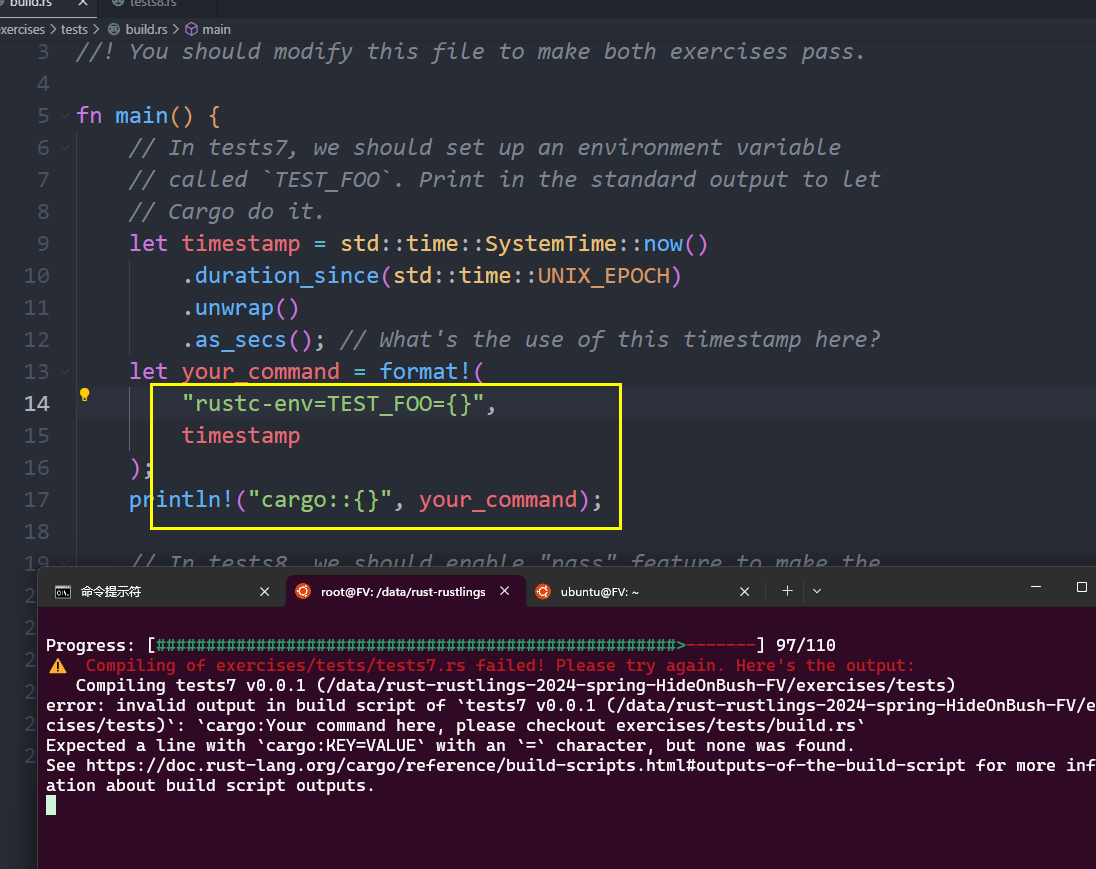 build.rs
tests8.rs
exercises > tests > build.rs > main
3 //! You should modify this file to make both exercises pass.
4
5 fn main() {
6 // In tests7, we should set up an environment variable
7 // called `TEST_FOO`. Print in the standard output to let
8 // Cargo do it.
9 let timestamp = std::time::SystemTime::now()
10 .duration_since(std::time::UNIX_EPOCH)
11 .unwrap()
12 .as_secs(); // What's the use of this timestamp here?
13 let your_command = format!(
14 "rustc-env=TEST_FOO={}",
15 timestamp
16 );
17 println!("cargo::{}", your_command);
18
19 // In tests8, we should enable "pass" feature to make the
命令提示符
root@FV: /data/rust-rustlings
ubuntu@FV: ~
Progress: [####################################################>-------] 97/110
⚠ Compiling of exercises/tests/tests7.rs failed! Please try again. Here's the output:
Compiling tests7 v0.0.1 (/data/rust-rustlings-2024-spring-HideOnBush-FV/exercises/tests)
error: invalid output in build script of `tests7 v0.0.1 (/data/rust-rustlings-2024-spring-HideOnBush-FV/e
cises/tests)`: `cargo:Your command here, please checkout exercises/tests/build.rs`
Expected a line with `cargo:KEY=VALUE` with an `=` character, but none was found.
See https://doc.rust-lang.org/cargo/reference/build-scripts.html#outputs-of-the-build-script for more inf
ation about build script outputs.